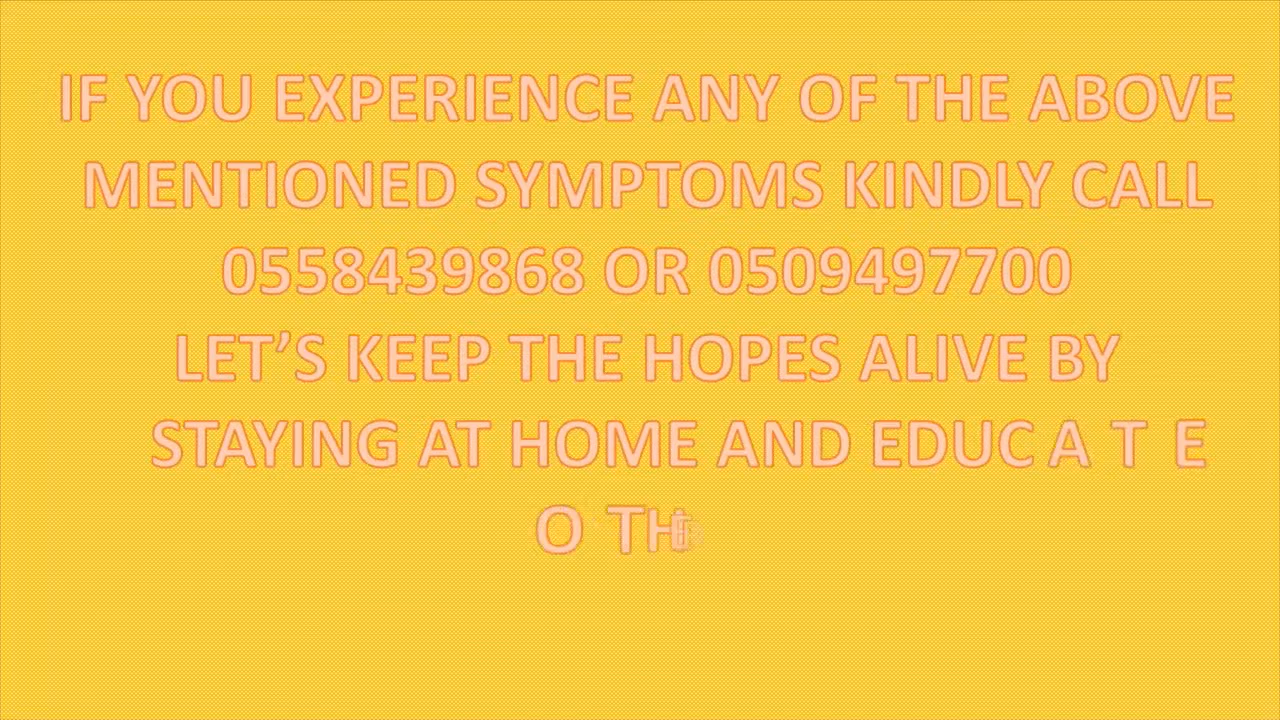 IF YOU EXPERIENCE ANY OF THE ABOVE
MENTIONED SYMPTOMS KINDLY CALL
0558439868 OR 0509497700
LET’S KEEP THE HOPES ALIVE BY
STAYING AT HOME AND EDUCATE